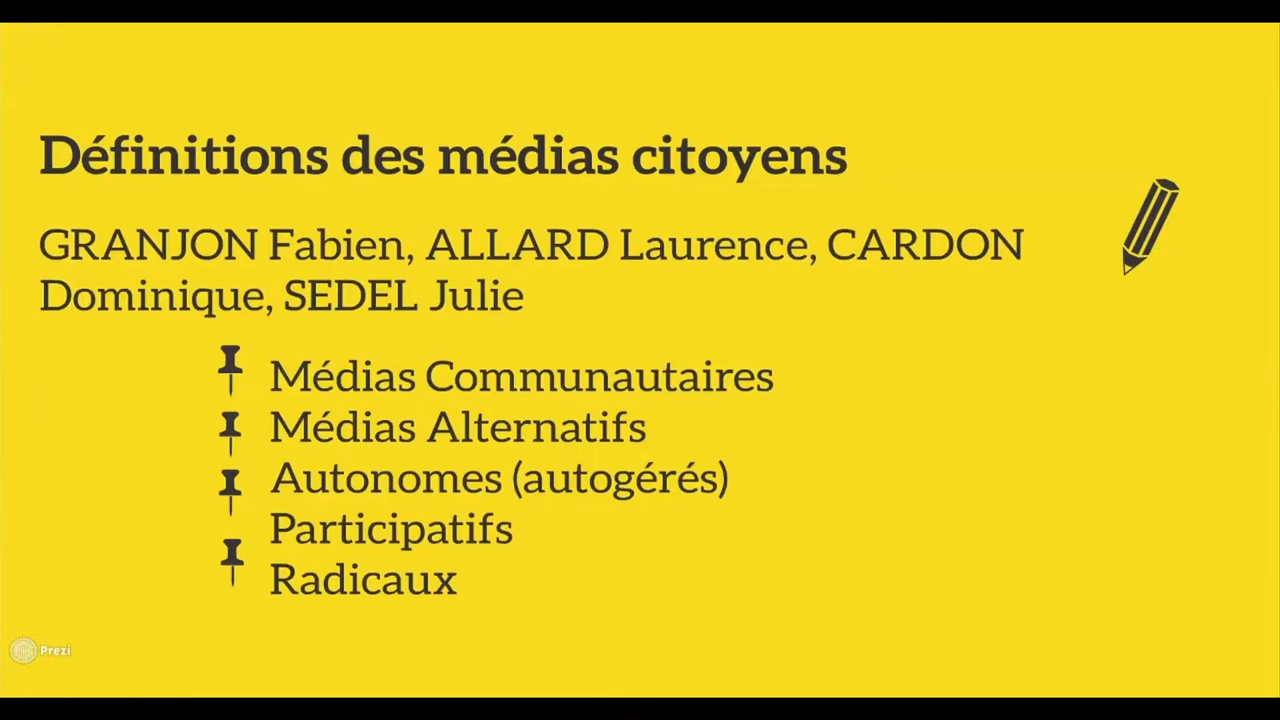 Définitions des médias citoyens
GRANJON Fabien, ALLARD Laurence, CARDON
Dominique, SEDEL Julie
Médias Communautaires
Médias Alternatifs
Autonomes (autogérés)
Participatifs
Radicaux
Prezi